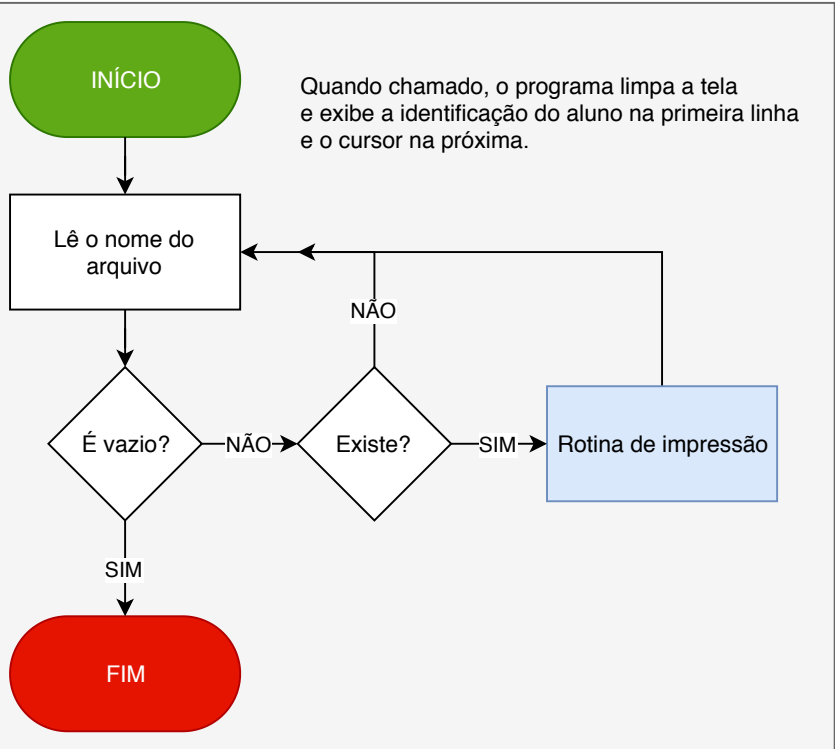 INÍCIO
Quando chamado, o programa limpa a tela
e exibe a identificação do aluno na primeira linha
e o cursor na próxima.
Lê o nome do
arquivo
NÃO
É vazio?
NÃO
Existe?
SIM
Rotina de impressão
SIM
FIM